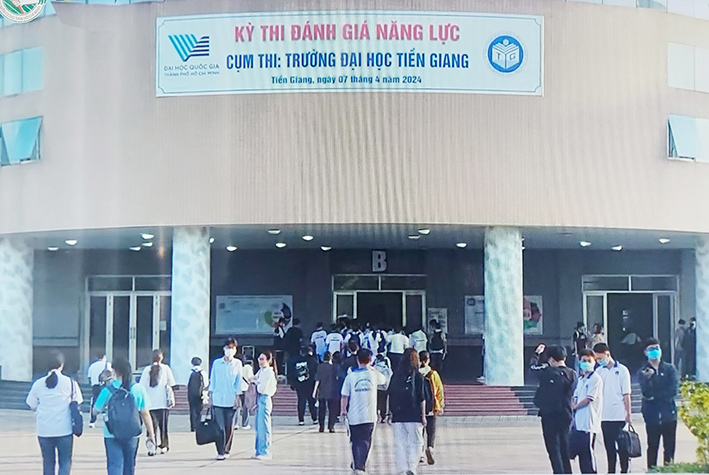 KỲ THI ĐÁNH GIÁ NĂNG LỰC
CỤM THI: TRƯỜNG ĐẠI HỌC TIỀN GIANG
Tiền Giang, ngày 07 tháng 4 năm 2024
ĐẠI HỌC QUỐC GIA
THÀNH PHỐ HỒ CHÍ MINH
T G
B